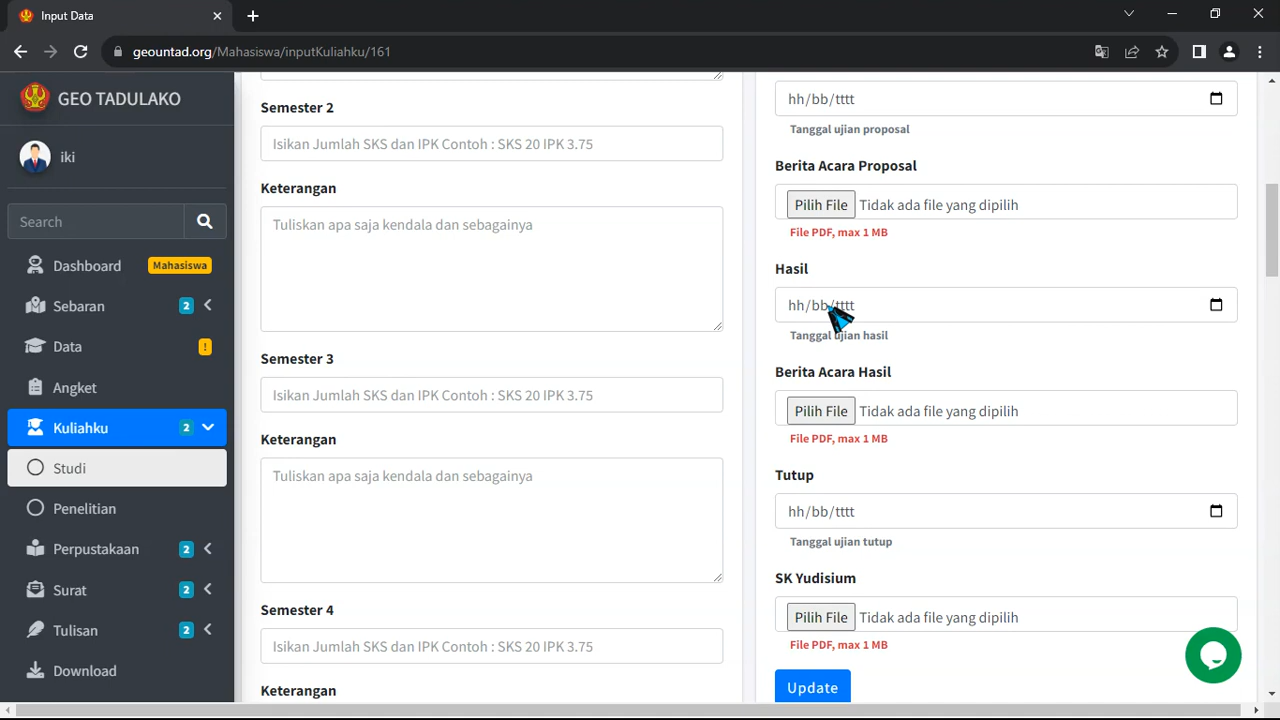 Input Data
geountad.org/Mahasiswa/inputKuliahku/161
GEO TADULAKO
iki
Search
Dashboard Mahasiswa
Sebaran 2
Data !
Angket
Kuliahku 2
Studi
Penelitian
Perpustakaan 2
Surat 2
Tulisan 2
Download
Semester 2
Isikan Jumlah SKS dan IPK Contoh : SKS 20 IPK 3.75
Keterangan
Tuliskan apa saja kendala dan sebagainya
Semester 3
Isikan Jumlah SKS dan IPK Contoh : SKS 20 IPK 3.75
Keterangan
Tuliskan apa saja kendala dan sebagainya
Semester 4
Isikan Jumlah SKS dan IPK Contoh : SKS 20 IPK 3.75
Keterangan
hh/bb/tttt
Tanggal ujian proposal
Berita Acara Proposal
Pilih File Tidak ada file yang dipilih
File PDF, max 1 MB
Hasil
hh/bb/tttt
Tanggal ujian hasil
Berita Acara Hasil
Pilih File Tidak ada file yang dipilih
File PDF, max 1 MB
Tutup
hh/bb/tttt
Tanggal ujian tutup
SK Yudisium
Pilih File Tidak ada file yang dipilih
File PDF, max 1 MB
Update